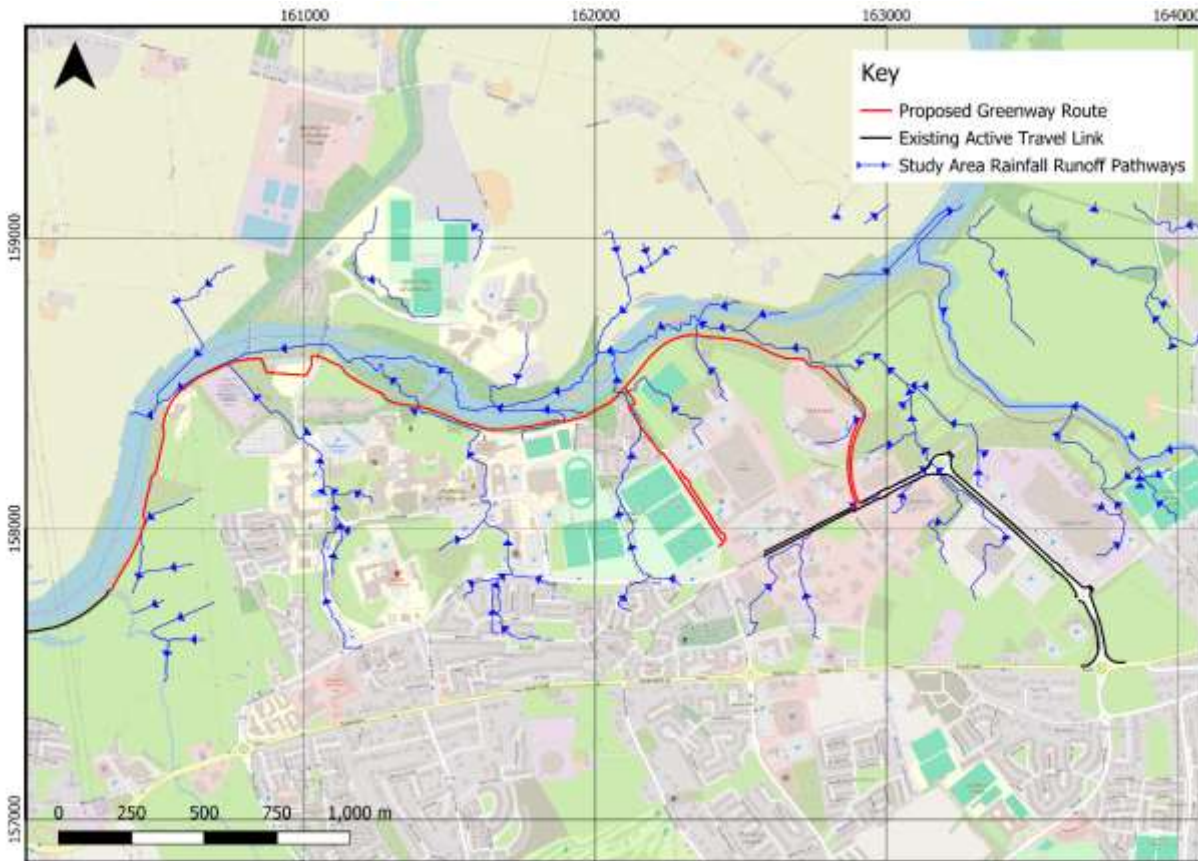 161000
162000
163000
164000
Key
Proposed Greenway Route
Existing Active Travel Link
Study Area Rainfall Runoff Pathways
159000
158000
157000
0 250 500 750 1,000 m